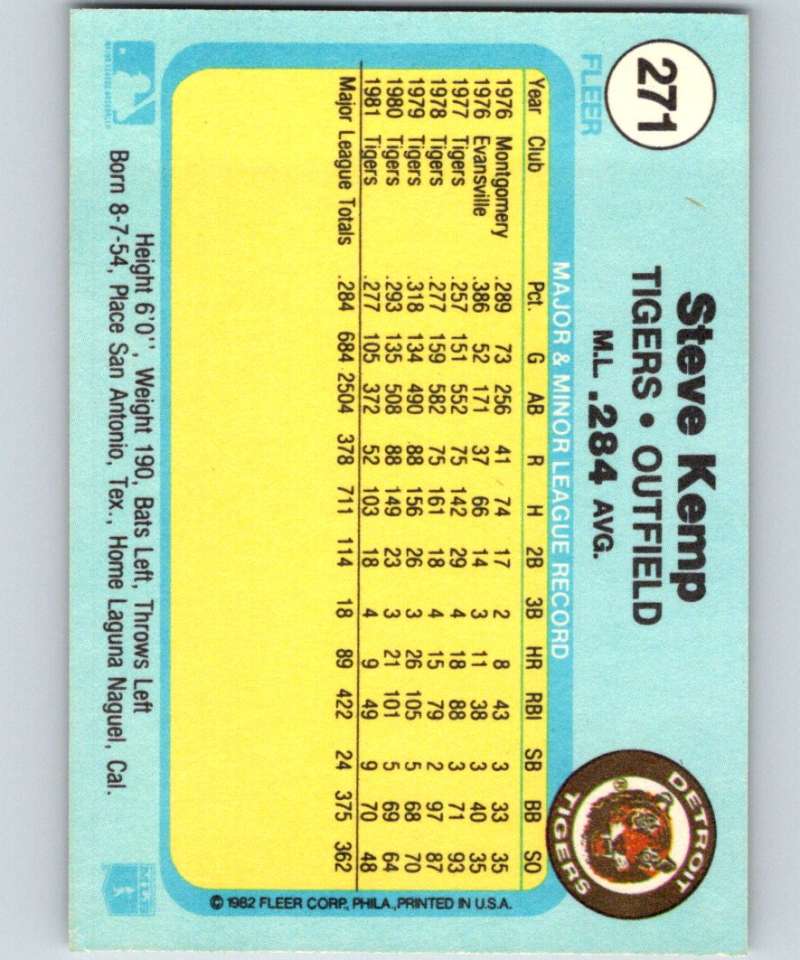 271
FLEER
Steve Kemp
TIGERS • OUTFIELD
M.L. .284 AVG.
DETROIT
TIGERS
®
MAJOR & MINOR LEAGUE RECORD
Year Club Pct. G AB R H 2B 3B HR RBI SB BB SO
1976 Montgomery .289 73 256 41 74 17 2 8 43 3 33 35
1976 Evansville .386 52 171 37 66 14 3 11 38 3 40 35
1977 Tigers .257 151 552 75 142 29 4 18 88 3 71 93
1978 Tigers .277 159 582 75 161 18 4 15 79 2 97 87
1979 Tigers .318 134 490 88 156 26 3 26 105 5 68 70
1980 Tigers .293 135 508 88 149 23 3 21 101 5 69 64
1981 Tigers .277 105 372 52 103 18 4 9 49 9 70 48
Major League Totals .284 684 2504 378 711 114 18 89 422 24 375 362
© 1982 FLEER CORP., PHILA., PRINTED IN U.S.A.
Height 6'0", Weight 190, Bats Left, Throws Left
Born 8-7-54, Place San Antonio, Tex., Home Laguna Naguel, Cal.